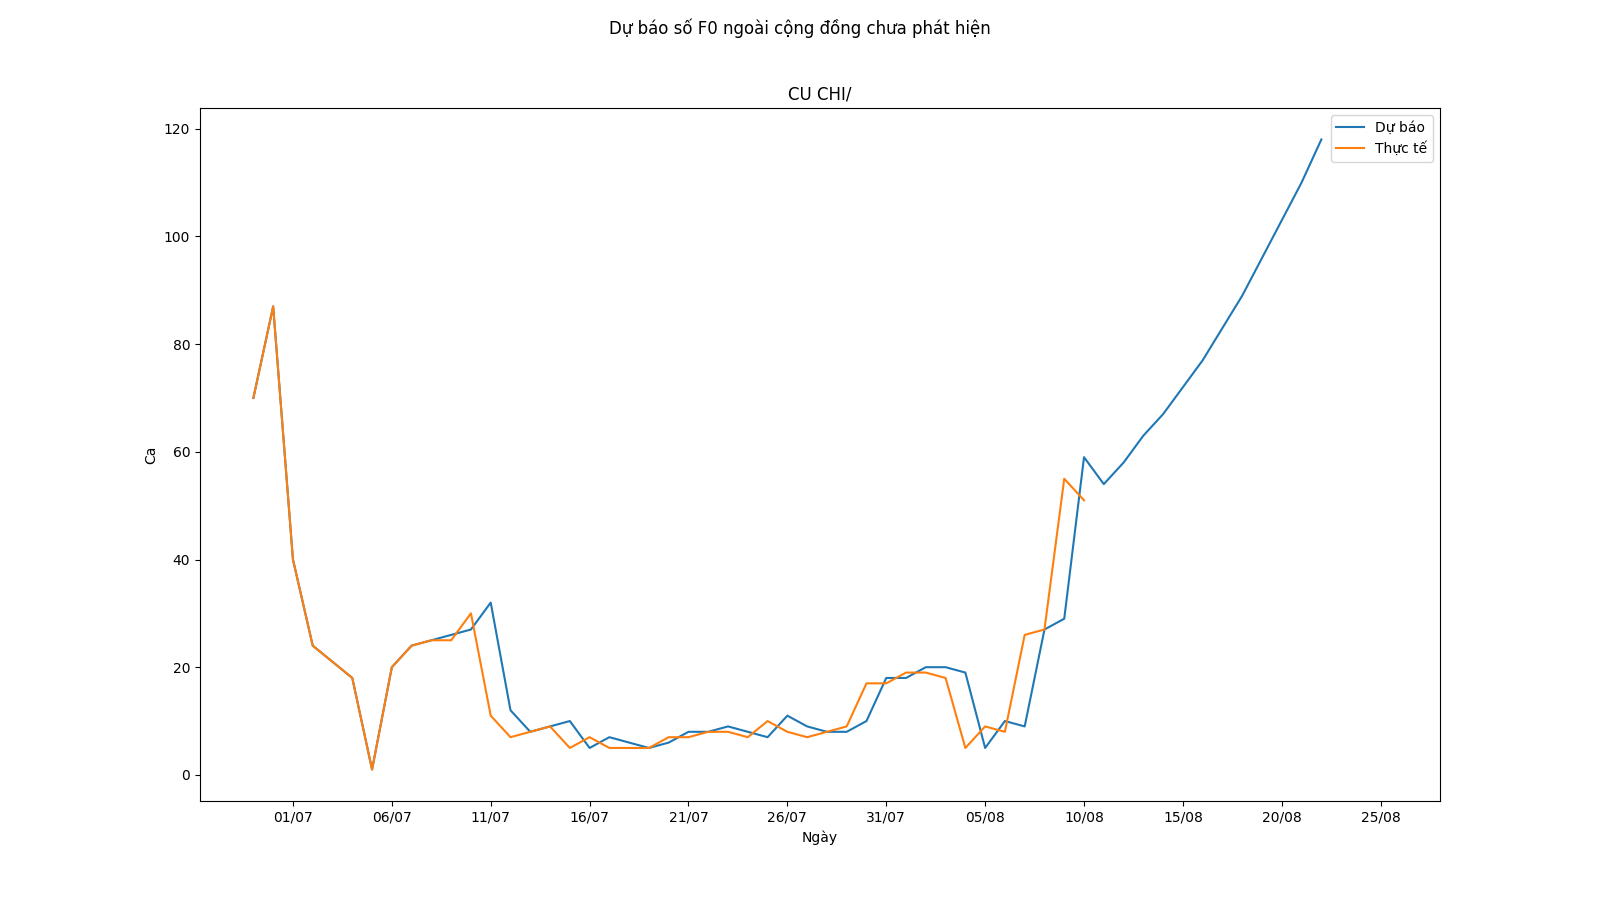 Dự báo số F0 ngoài cộng đồng chưa phát hiện
CU CHI/
Dự báo
Thực tế
120
100
80
60
40
20
0
Ca
01/07 06/07 11/07 16/07 21/07 26/07 31/07 05/08 10/08 15/08 20/08 25/08
Ngày